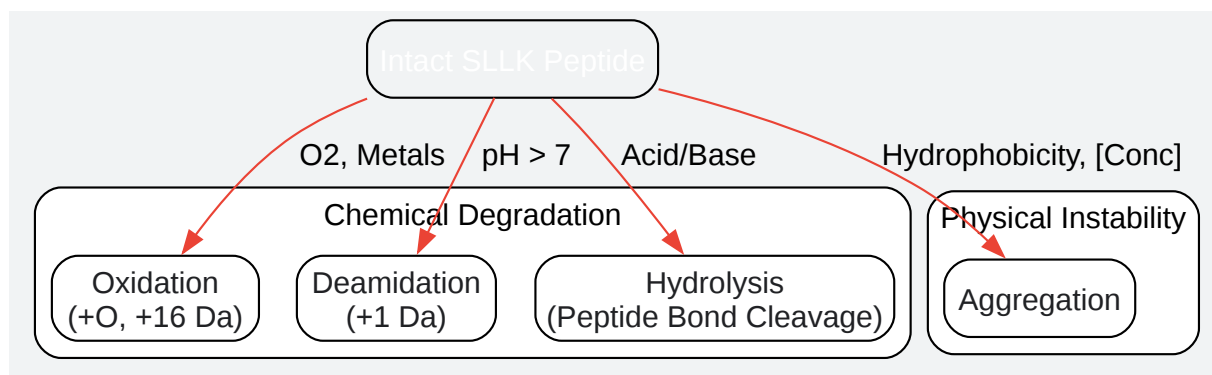 Intact SLLK Peptide
O2, Metals
pH > 7
Acid/Base
Hydrophobicity, [Conc]
Chemical Degradation
Physical Instability
Oxidation
(+O, +16 Da)
Deamidation
(+1 Da)
Hydrolysis
(Peptide Bond Cleavage)
Aggregation